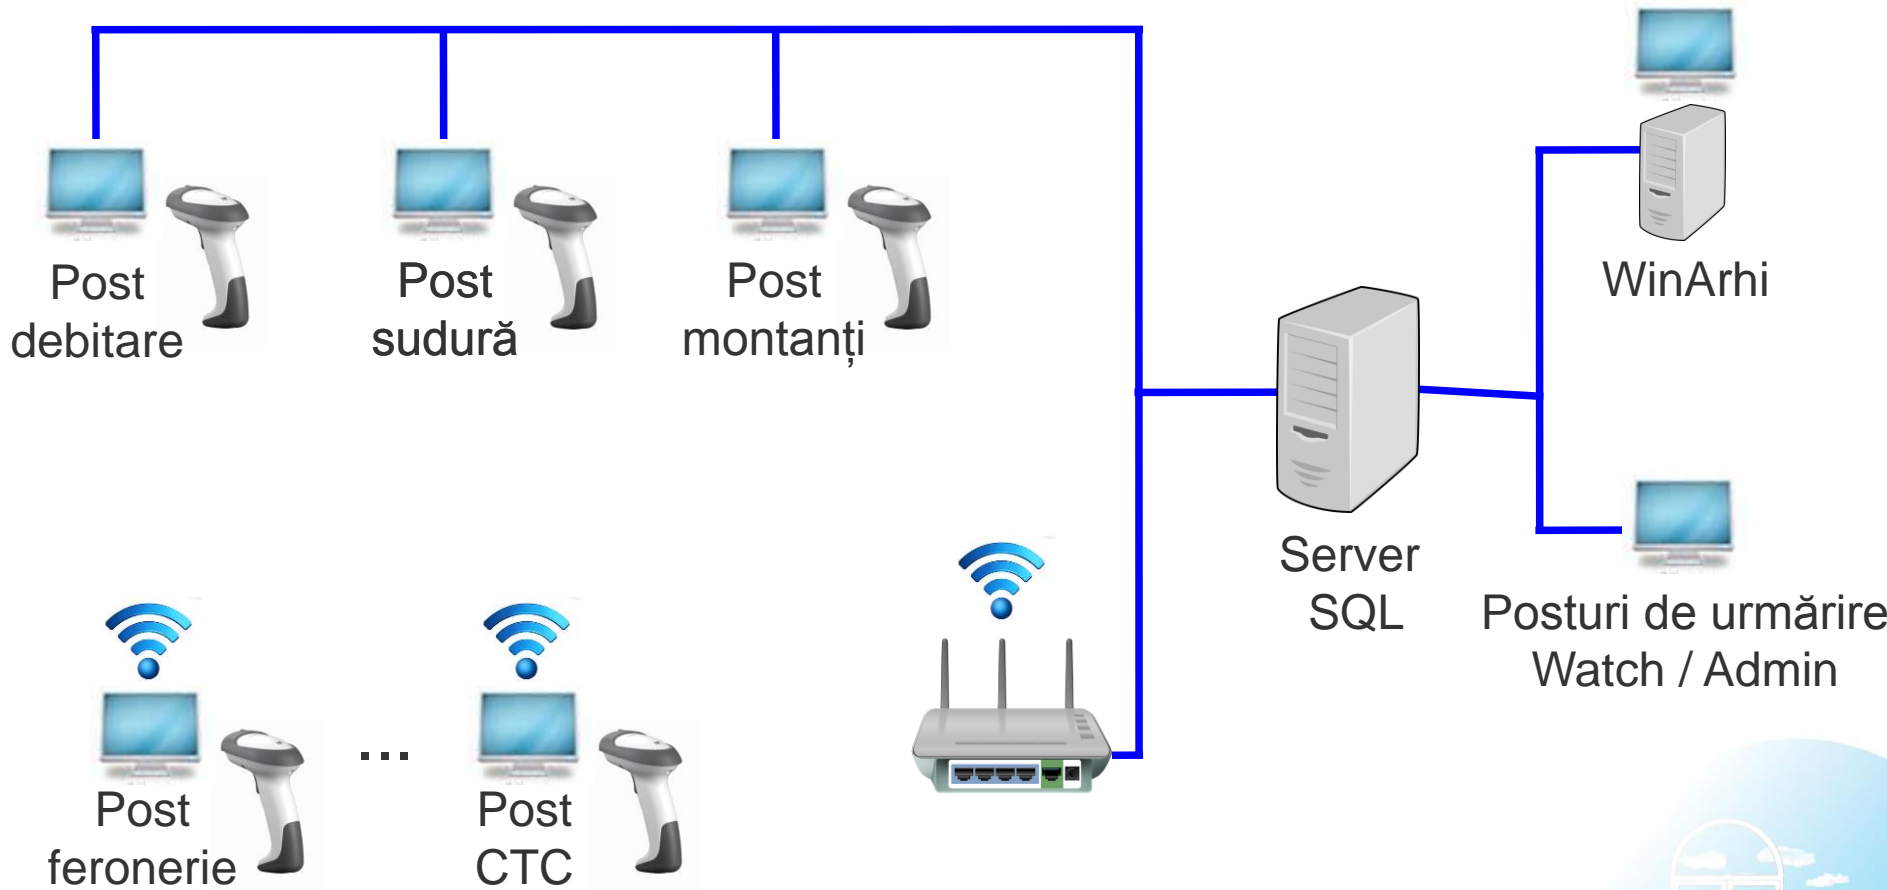 Post
debitare
Post
sudură
Post
montanți
WinArhi
Server
SQL
Posturi de urmărire
Watch / Admin
Post
feronerie
...
Post
CTC